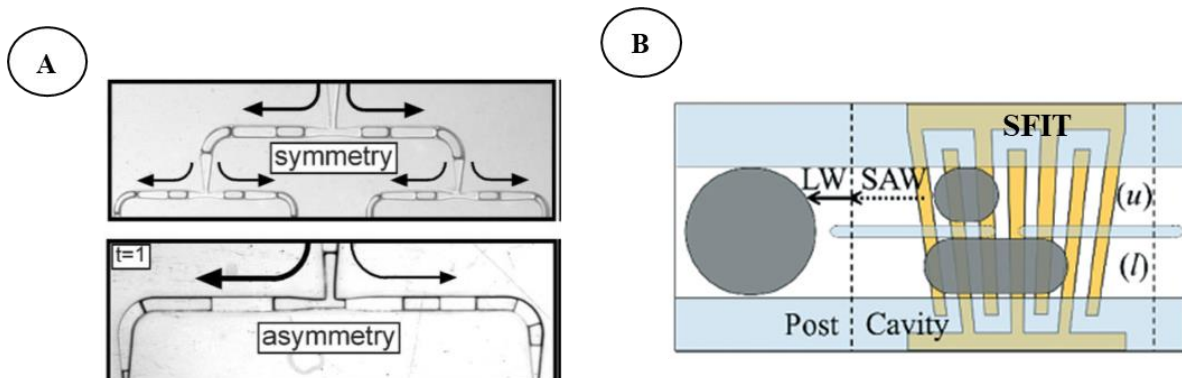 A
symmetry
t=1
asymmetry
B
SFIT
LW SAW
(u)
(l)
Post Cavity